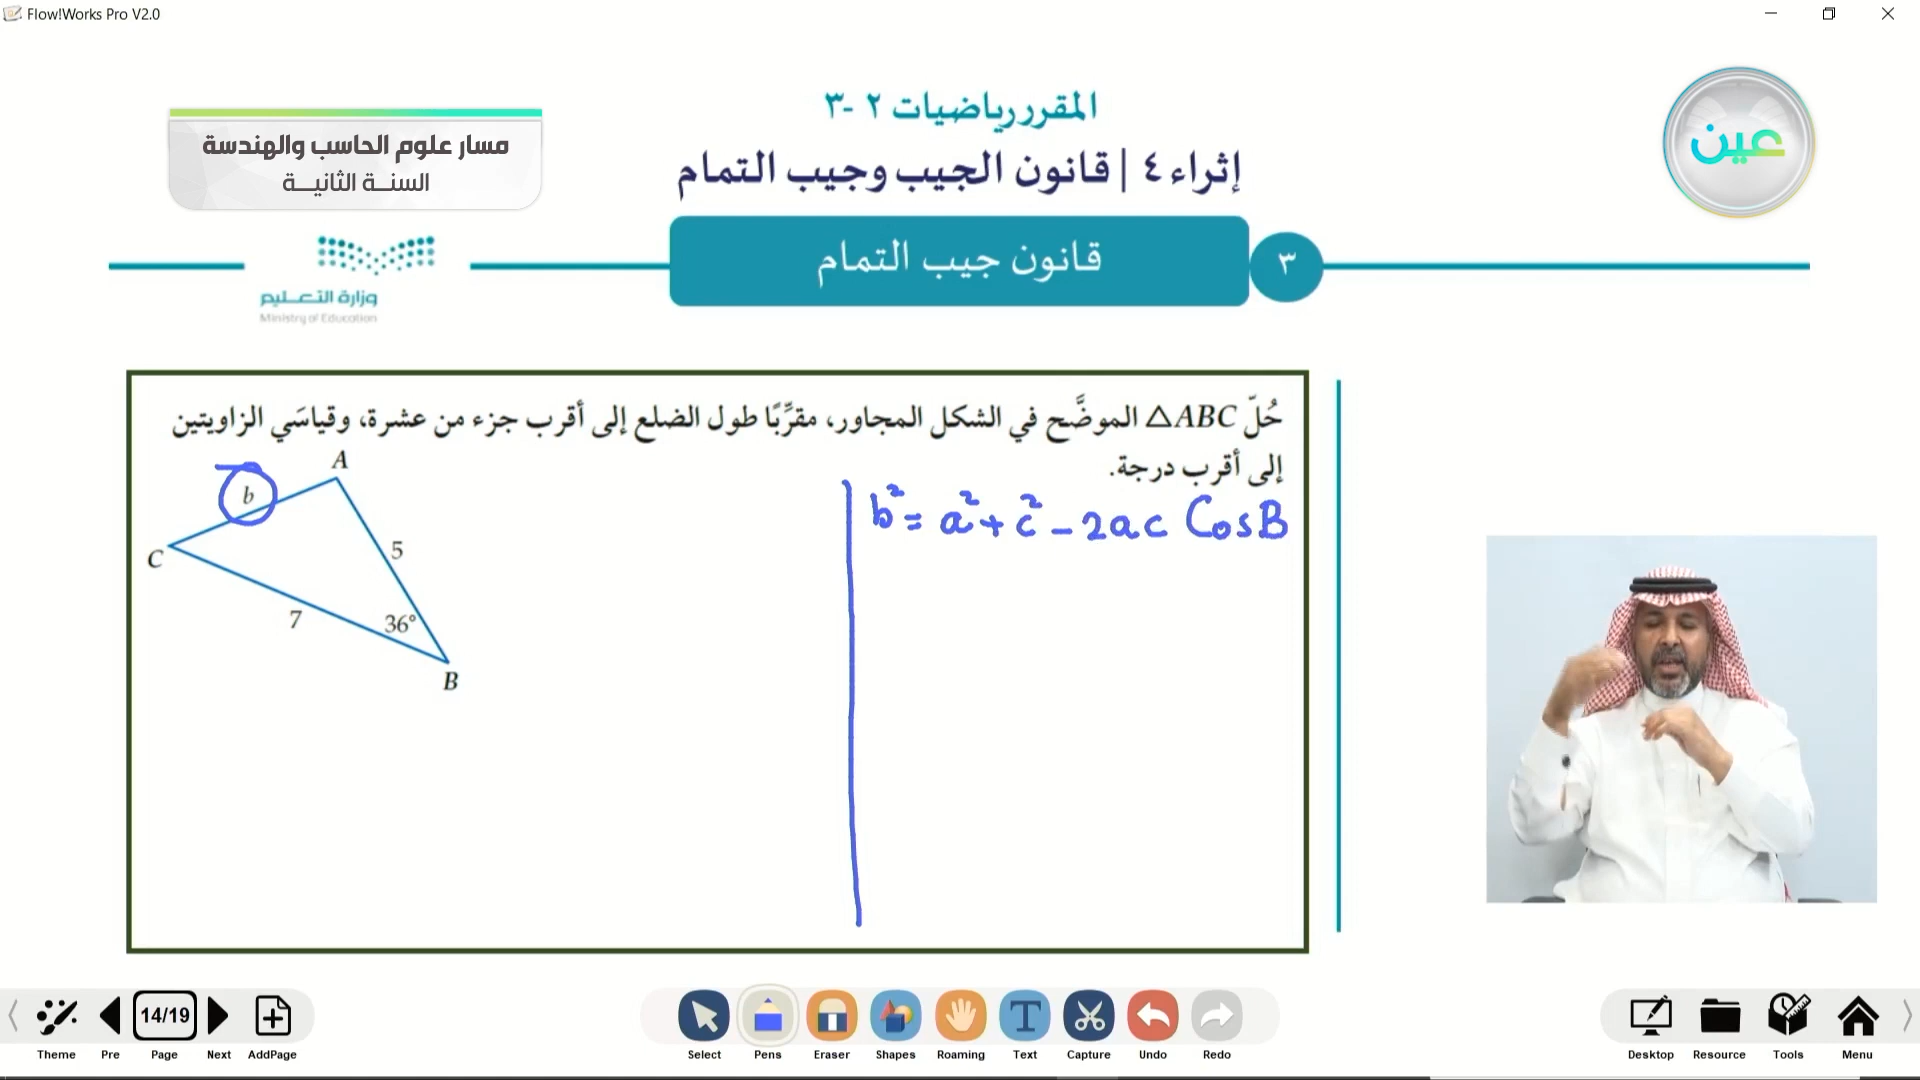 Flow!Works Pro V2.0
المقرر رياضيات ٢ -٣
إثراء ٤ | قانون الجيب وجيب التمام
مسار علوم الحاسب والهندسة
السنــة الثانيــة
عين
٣
قانون جيب التمام
وزارة التعـليم
Ministry of Education
حُلّ △ABC الموضَّح في الشكل المجاور، مقرِّبًا طول الضلع إلى أقرب جزء من عشرة، وقياسَي الزاويتين
إلى أقرب درجة.
A
b
C
5
7
36°
B
b² = a² + c² - 2ac CosB
14/19
Theme
Pre
Page
Next
AddPage
Select
Pens
Eraser
Shapes
Roaming
Text
Capture
Undo
Redo
Desktop
Resource
Tools
Menu